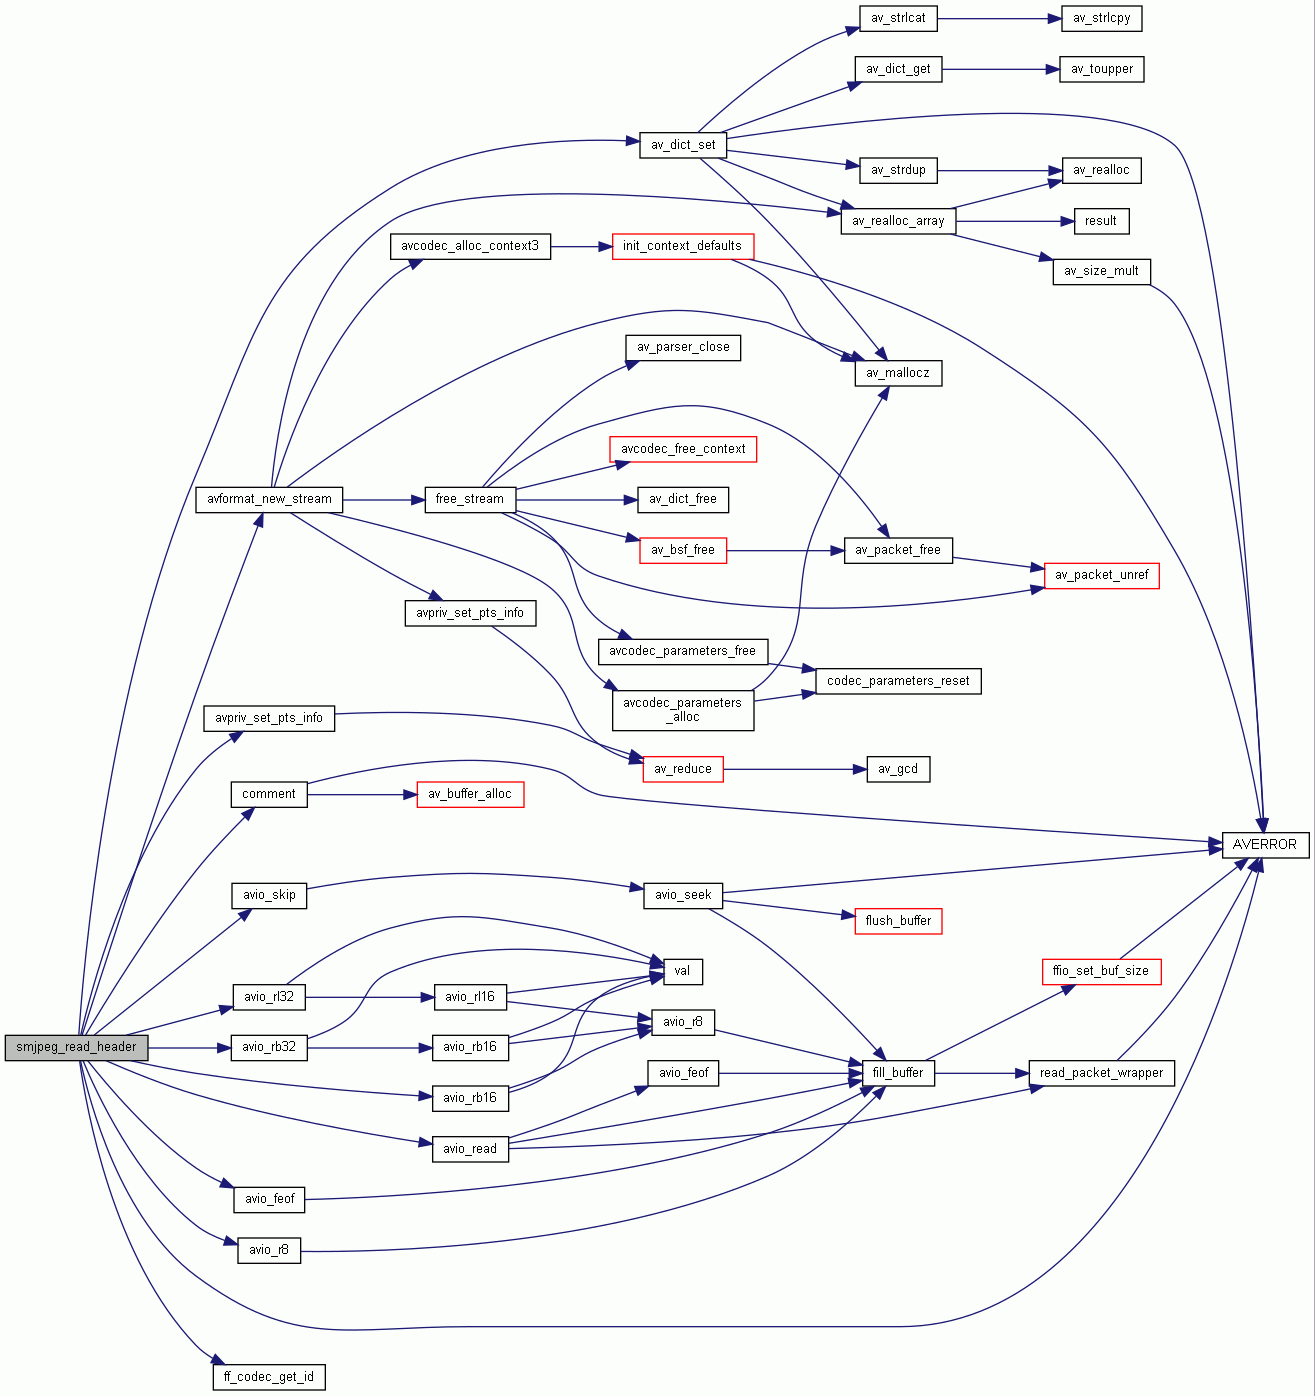 av_strlcat
av_strlcpy
av_dict_get
av_toupper
av_dict_set
av_strdup
av_realloc
av_realloc_array
result
avcodec_alloc_context3
init_context_defaults
av_size_mult
av_parser_close
av_mallocz
avcodec_free_context
avformat_new_stream
free_stream
av_dict_free
av_bsf_free
av_packet_free
av_packet_unref
avpriv_set_pts_info
avcodec_parameters_free
codec_parameters_reset
avcodec_parameters
_alloc
avpriv_set_pts_info
av_reduce
av_gcd
comment
av_buffer_alloc
AVERROR
avio_skip
avio_seek
flush_buffer
val
ffio_set_buf_size
avio_rl32
avio_rl16
avio_r8
smjpeg_read_header
avio_rb32
avio_rb16
avio_feof
fill_buffer
read_packet_wrapper
avio_rb16
avio_read
avio_feof
avio_r8
ff_codec_get_id